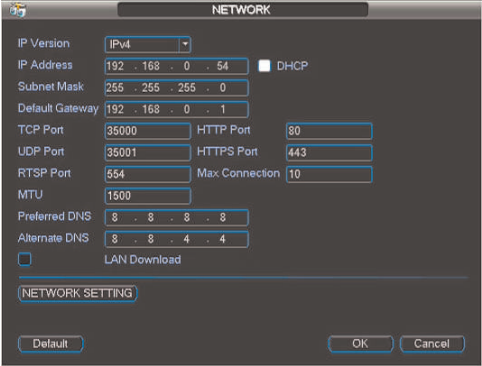 NETWORK
IP Version IPv4
IP Address 192 . 168 . 0 . 54 DHCP
Subnet Mask 255 . 255 . 255 . 0
Default Gateway 192 . 168 . 0 . 1
TCP Port 35000 HTTP Port 80
UDP Port 35001 HTTPS Port 443
RTSP Port 554 Max Connection 10
MTU 1500
Preferred DNS 8 . 8 . 8 . 8
Alternate DNS 8 . 8 . 4 . 4
LAN Download
NETWORK SETTING
Default OK Cancel